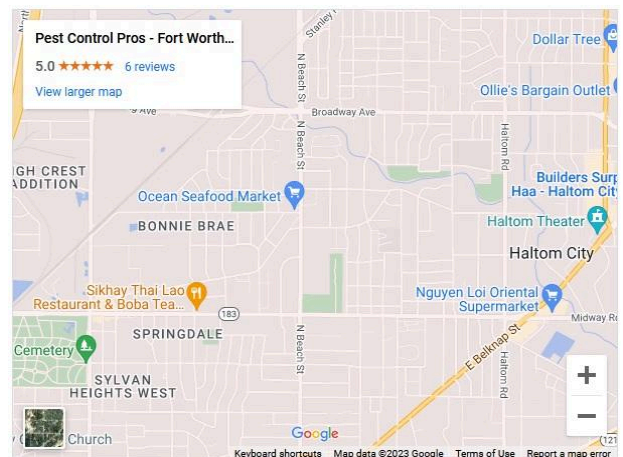 Pest Control Pros - Fort Worth...
5.0
6 reviews
View larger map
Stanley
N Beach St
Dollar Tree
Ollie's Bargain Outlet
9 Ave
Broadway Ave
N Beach St
Haltom Rd
IGH CREST
ADDITION
Builders Surp
Haa - Haltom City
Ocean Seafood Market
BONNIE BRAE
Haltom Theater
Haltom City
Sikhay Thai Lao
Restaurant & Boba Tea...
Nguyen Loi Oriental
Supermarket
183
Midway Rd
SPRINGDALE
N Beach St
E Belknap St
Cemetery
Haltom Rd
SYLVAN
HEIGHTS WEST
+
−
Church
Google
121
Keyboard shortcuts Map data ©2023 Google Terms of Use Report a map error